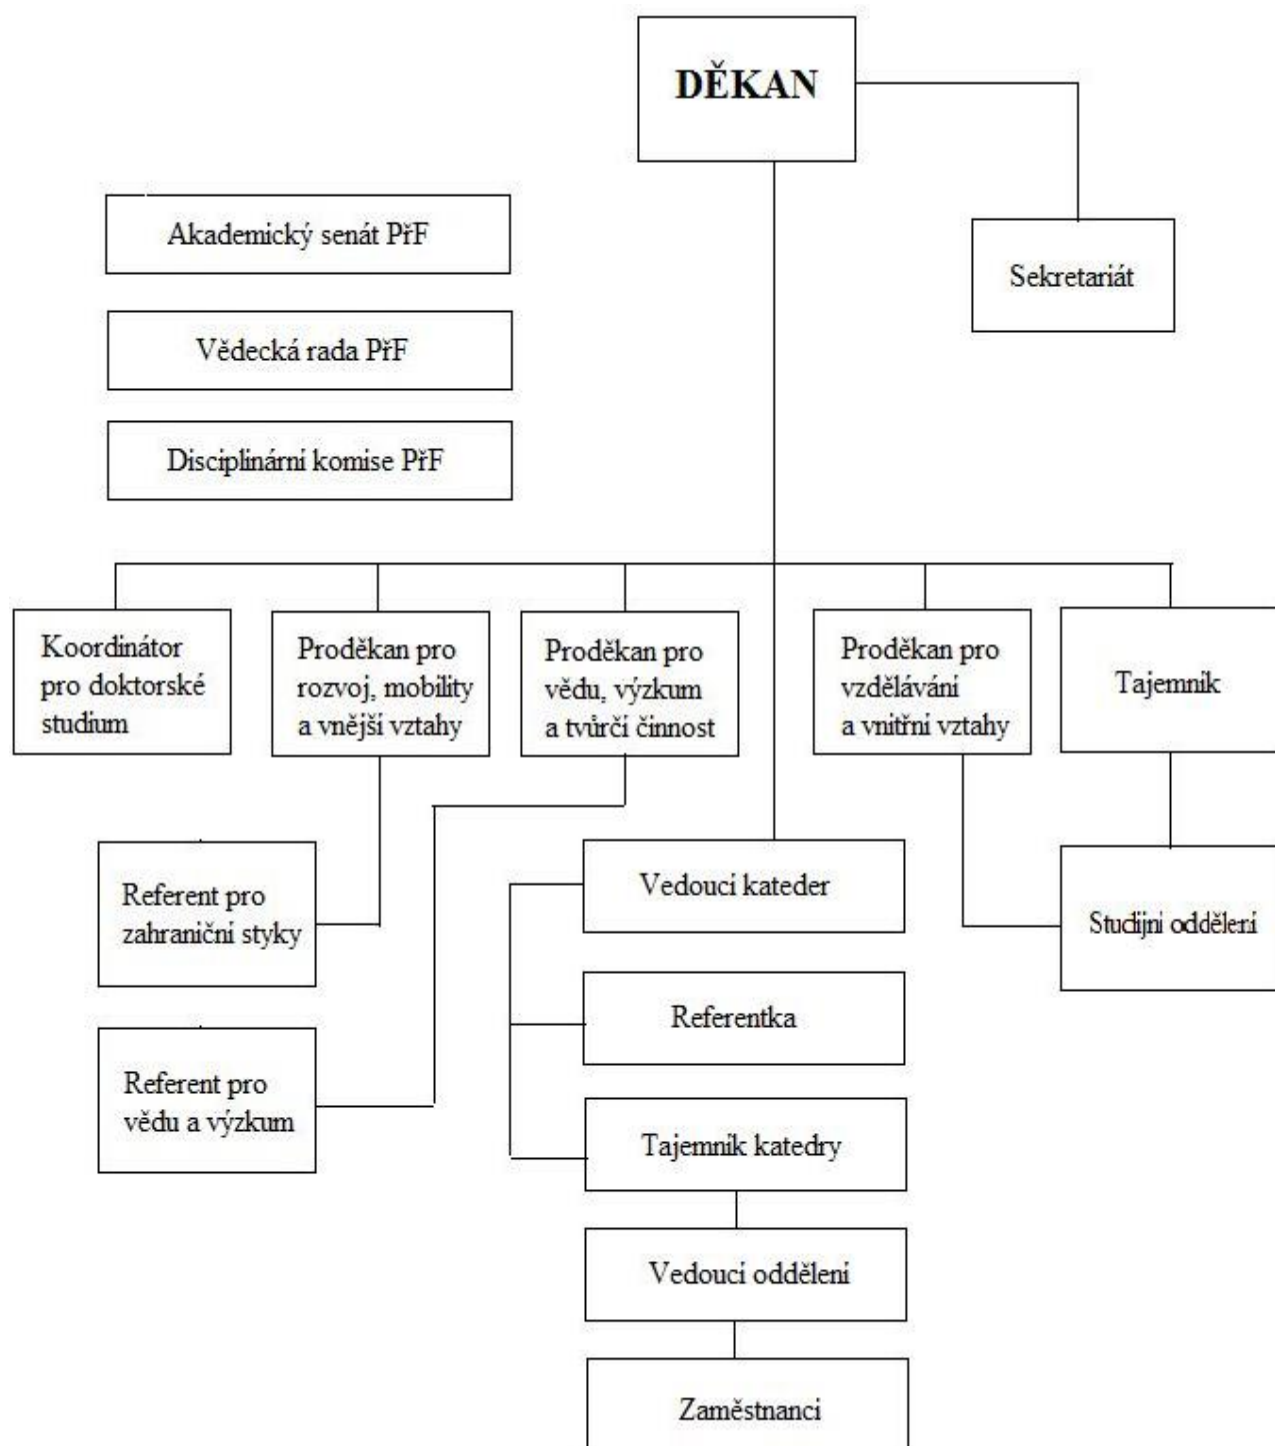 DĚKAN
Akademický senát PřF
Sekretariát
Vědecká rada PřF
Disciplinární komise PřF
Koordinátor
pro doktorské
studium
Proděkan pro
rozvoj, mobility
a vnější vztahy
Proděkan pro
vědu, výzkum
a tvůrčí činnost
Proděkan pro
vzdělávání
a vnitřní vztahy
Tajemník
Referent pro
zahraniční styky
Vedoucí kateder
Studijní oddělení
Referentka
Referent pro
vědu a výzkum
Tajemník katedry
Vedoucí oddělení
Zaměstnanci